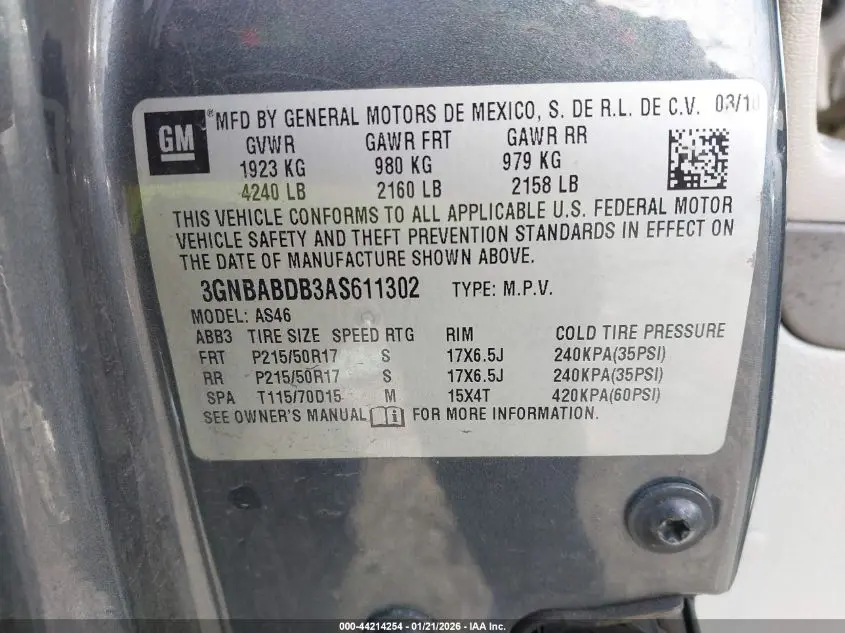 GM
® MFD BY GENERAL MOTORS DE MEXICO, S. DE R.L. DE C.V. 03/10
GVWR GAWR FRT GAWR RR
1923 KG 980 KG 979 KG
4240 LB 2160 LB 2158 LB
THIS VEHICLE CONFORMS TO ALL APPLICABLE U.S. FEDERAL MOTOR
VEHICLE SAFETY AND THEFT PREVENTION STANDARDS IN EFFECT ON
THE DATE OF MANUFACTURE SHOWN ABOVE.
3GNBABDB3AS611302 TYPE: M.P.V.
MODEL: AS46
ABB3 TIRE SIZE SPEED RTG RIM COLD TIRE PRESSURE
FRT P215/50R17 S 17X6.5J 240KPA(35PSI)
RR P215/50R17 S 17X6.5J 240KPA(35PSI)
SPA T115/70D15 M 15X4T 420KPA(60PSI)
SEE OWNER'S MANUAL FOR MORE INFORMATION.
000-44214254 - 01/21/2026 - IAA Inc.